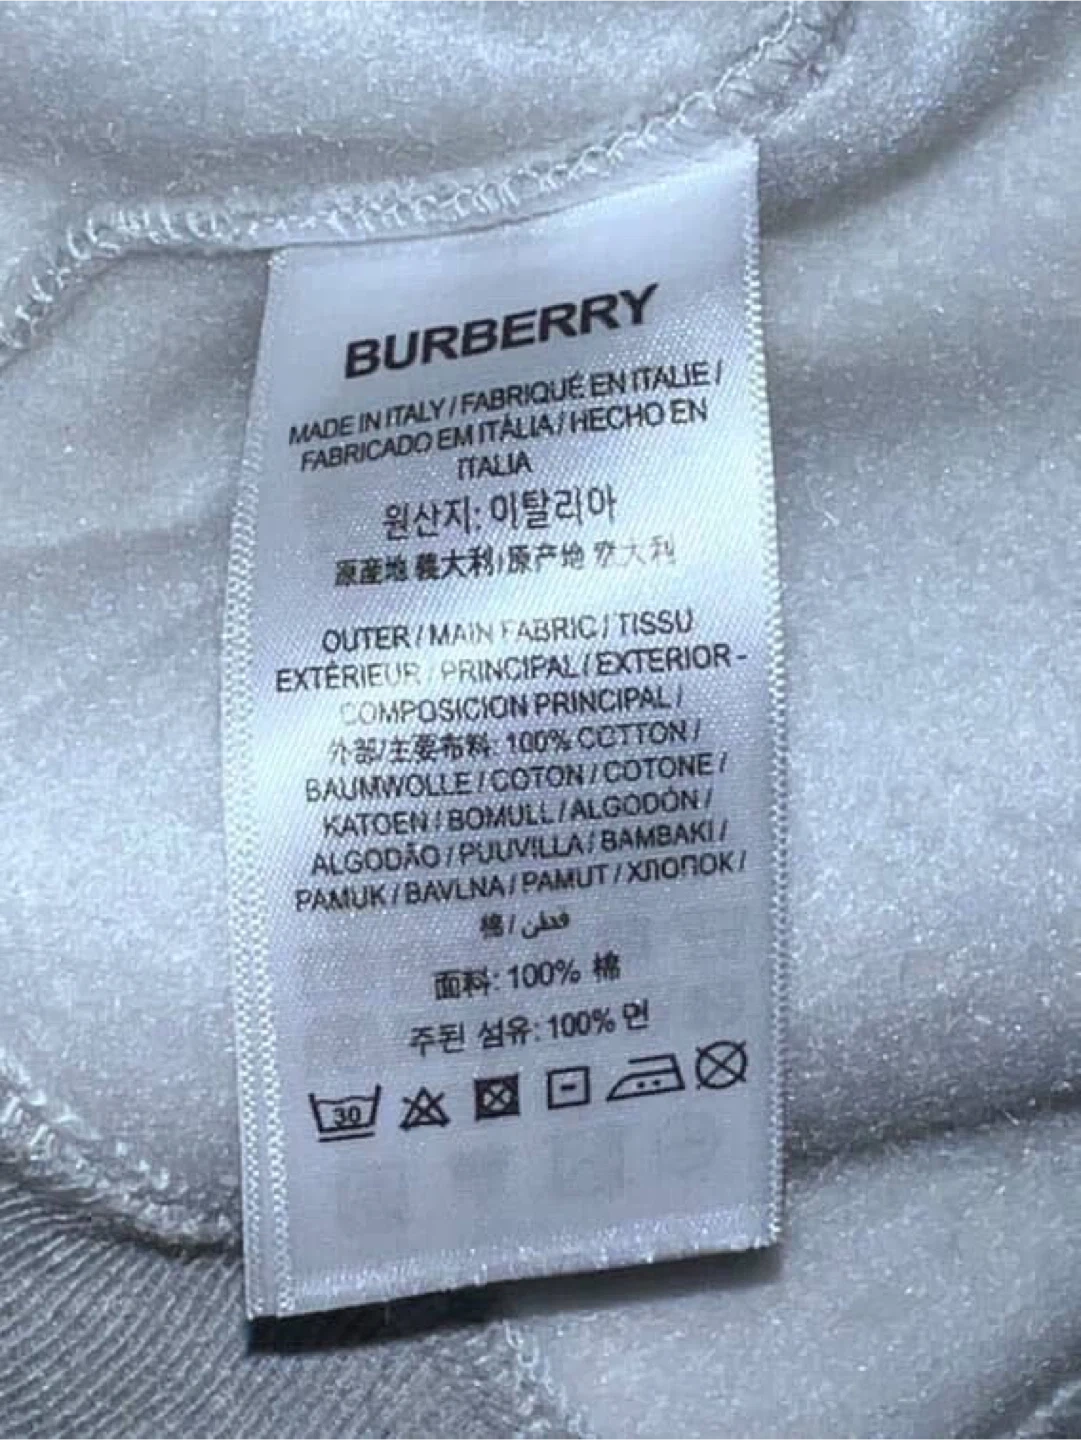 BURBERRY
MADE IN ITALY / FABRIQUÉ EN ITALIE /
FABRICADO EM ITÁLIA / HECHO EN
ITALIA
원산지: 이탈리아
原産地 義大利/原产地 意大利
OUTER / MAIN FABRIC / TISSU
EXTÉRIEUR / PRINCIPAL / EXTERIOR -
COMPOSICION PRINCIPAL /
外部/主要布料: 100% COTTON /
BAUMWOLLE / COTON / COTONE /
KATOEN / BOMULL / ALGODÓN /
ALGODÃO / PUUVILLA / BAMBAKI /
PAMUK / BAVLNA / PAMUT / ХЛОПОК /
棉 / قطن
面料: 100% 棉
주된 섬유: 100% 면
30